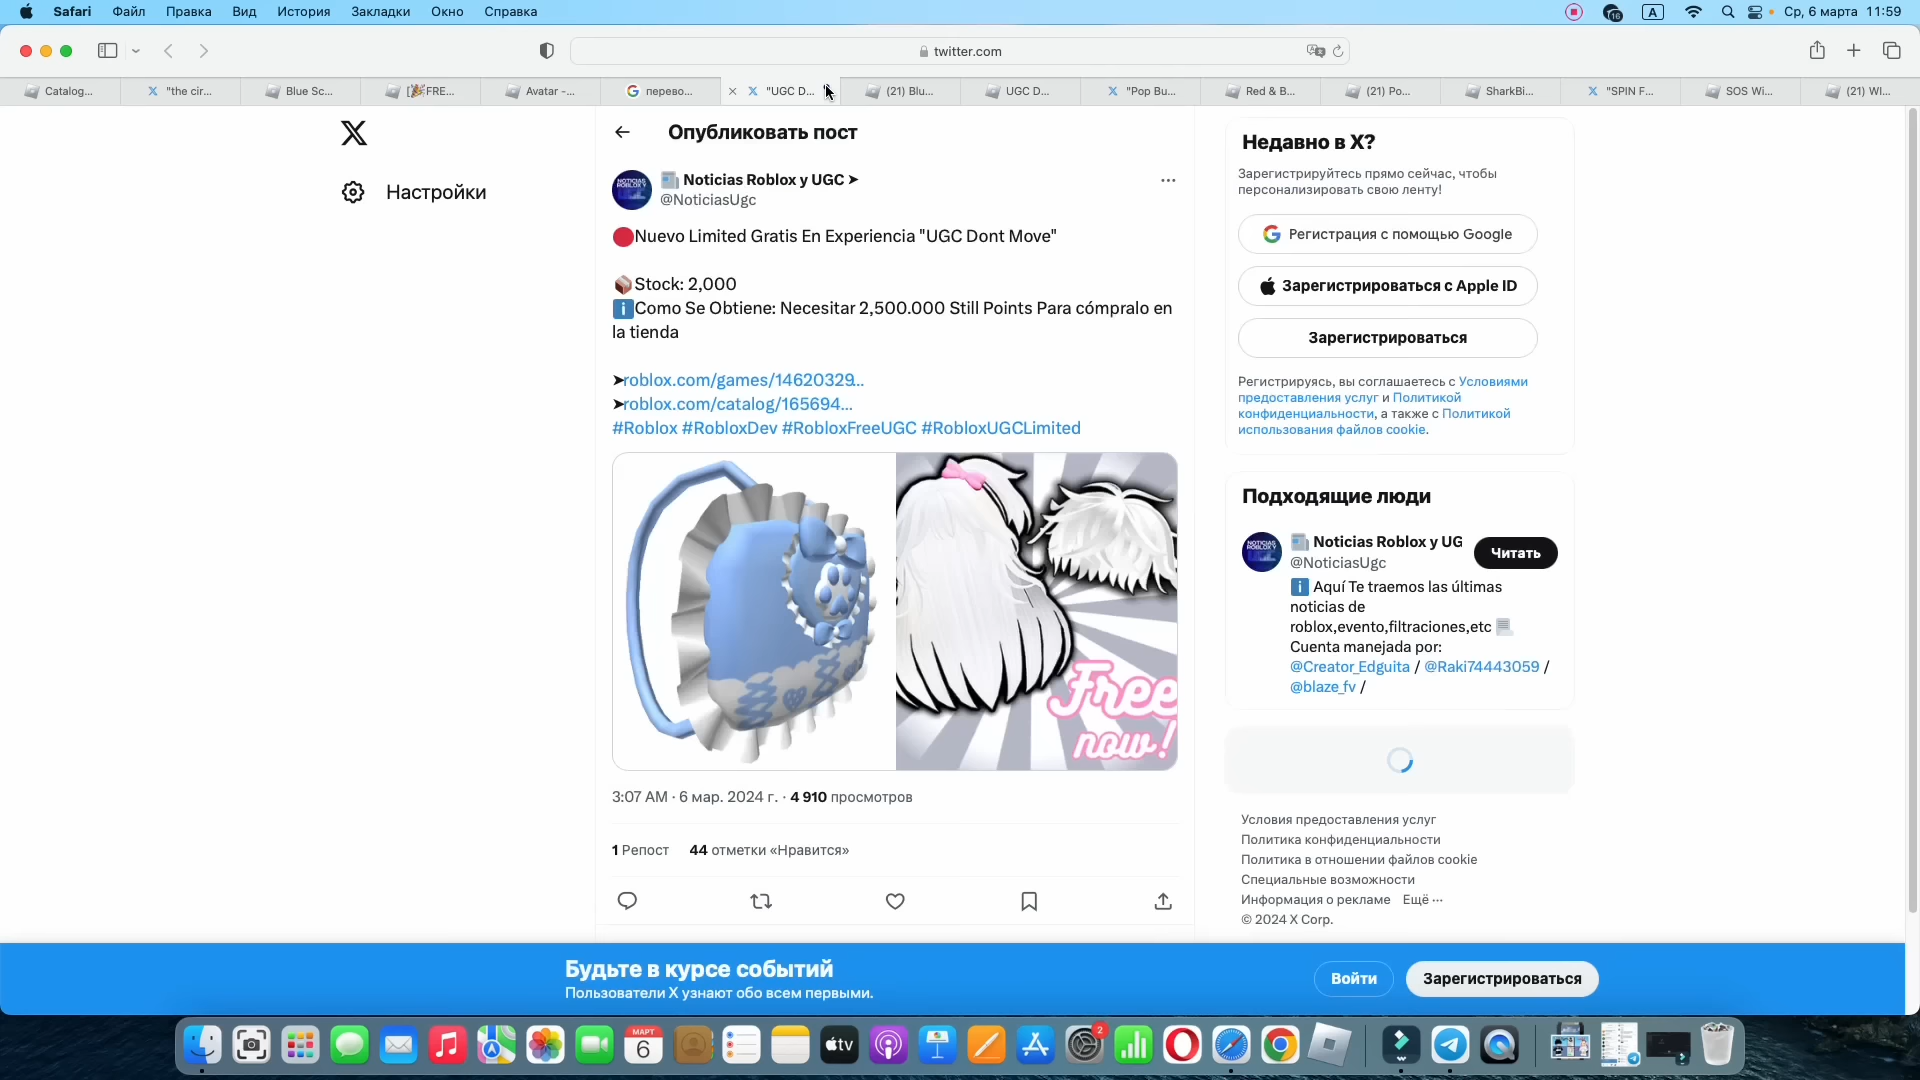 Safari Файл Правка Вид История Закладки Окно Справка
16 A Ср, 6 марта 11:59
twitter.com
Catalog... "the cir... Blue Sc... [🎉FRE... Avatar -... перево... "UGC D... (21) Blu... UGC D... "Pop Bu... Red & B... (21) Po... SharkBi... "SPIN F... SOS Wi... (21) WI...
Настройки
Опубликовать пост
Noticias Roblox y UGC ➤
@NoticiasUgc
NOTICIAS
🔴Nuevo Limited Gratis En Experiencia "UGC Dont Move"
📦Stock: 2,000
ℹ️Como Se Obtiene: Necesitar 2,500.000 Still Points Para cómpralo en
la tienda
➤roblox.com/games/14620329...
➤roblox.com/catalog/165694...
#Roblox #RobloxDev #RobloxFreeUGC #RobloxUGCLimited
Free
now!
3:07 AM · 6 мар. 2024 г. · 4 910 просмотров
1 Репост 44 отметки «Нравится»
Недавно в X?
Зарегистрируйтесь прямо сейчас, чтобы
персонализировать свою ленту!
Регистрация с помощью Google
Зарегистрироваться с Apple ID
Зарегистрироваться
Регистрируясь, вы соглашаетесь с Условиями
предоставления услуг и Политикой
конфиденциальности, а также с Политикой
использования файлов cookie.
Подходящие люди
Noticias Roblox y UG
@NoticiasUgc
Читать
NOTICIAS
ℹ️ Aquí Te traemos las últimas
noticias de
roblox,evento,filtraciones,etc 📃
Cuenta manejada por:
@Creator_Edguita / @Raki74443059 /
@blaze_fv /
Условия предоставления услуг
Политика конфиденциальности
Политика в отношении файлов cookie
Специальные возможности
Информация о рекламе Ещё ···
© 2024 X Corp.
Будьте в курсе событий
Пользователи X узнают обо всем первыми.
Войти
Зарегистрироваться
МАРТ
6
tv
2